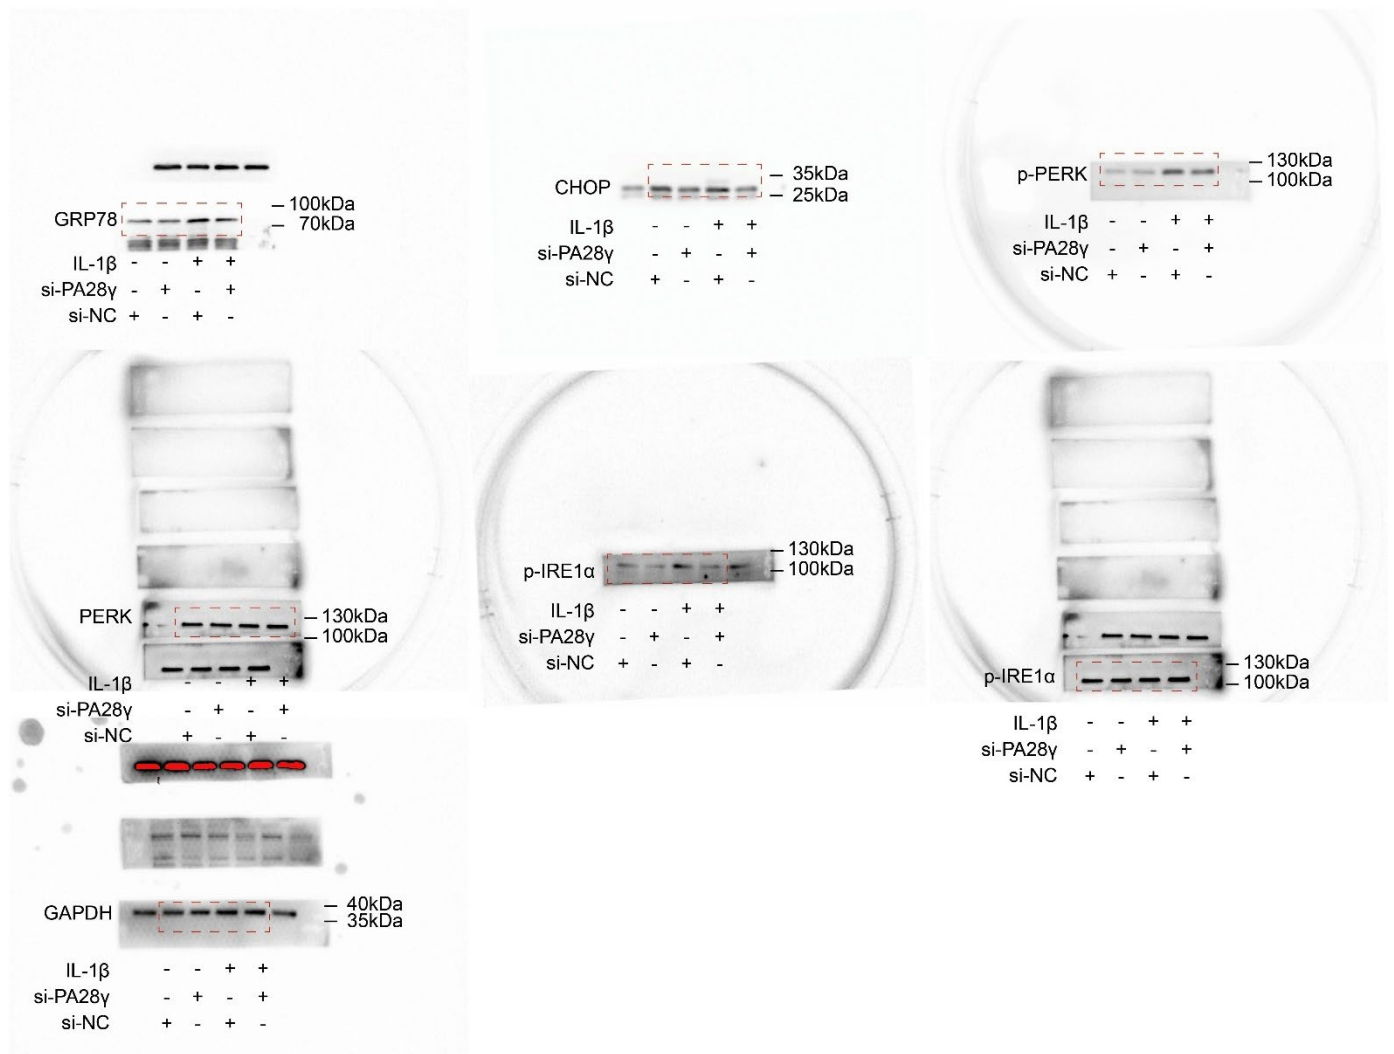 GRP78
100kDa
70kDa
IL-1β - - + +
si-PA28γ - + - +
si-NC + - + -
CHOP
35kDa
25kDa
IL-1β - - + +
si-PA28γ - + - +
si-NC + - + -
p-PERK
130kDa
100kDa
IL-1β - - + +
si-PA28γ - + - +
si-NC + - + -
PERK
130kDa
100kDa
IL-1β - - + +
si-PA28γ - + - +
si-NC + - + -
p-IRE1α
130kDa
100kDa
IL-1β - - + +
si-PA28γ - + - +
si-NC + - + -
p-IRE1α
130kDa
100kDa
IL-1β - - + +
si-PA28γ - + - +
si-NC + - + -
GAPDH
40kDa
35kDa
IL-1β - - + +
si-PA28γ - + - +
si-NC + - + -